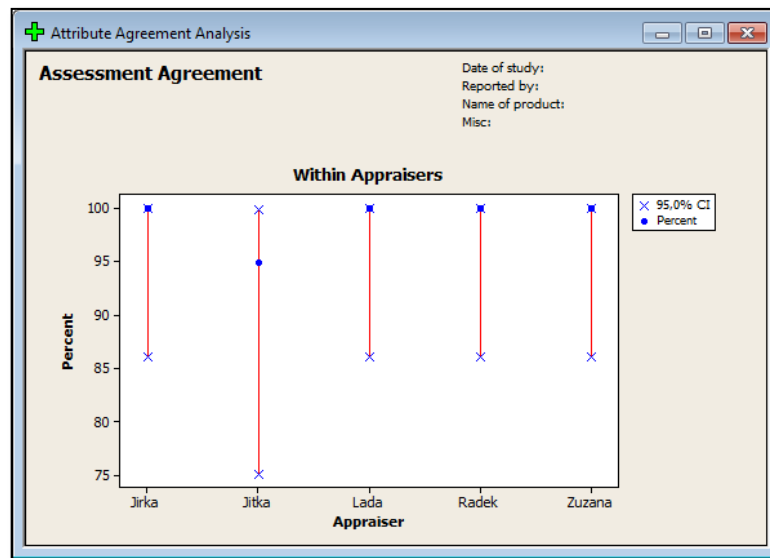 Attribute Agreement Analysis
Assessment Agreement
Date of study:
Reported by:
Name of product:
Misc:
Within Appraisers
95,0% CI
Percent
100
95
90
85
80
75
Percent
Jirka Jitka Lada Radek Zuzana
Appraiser